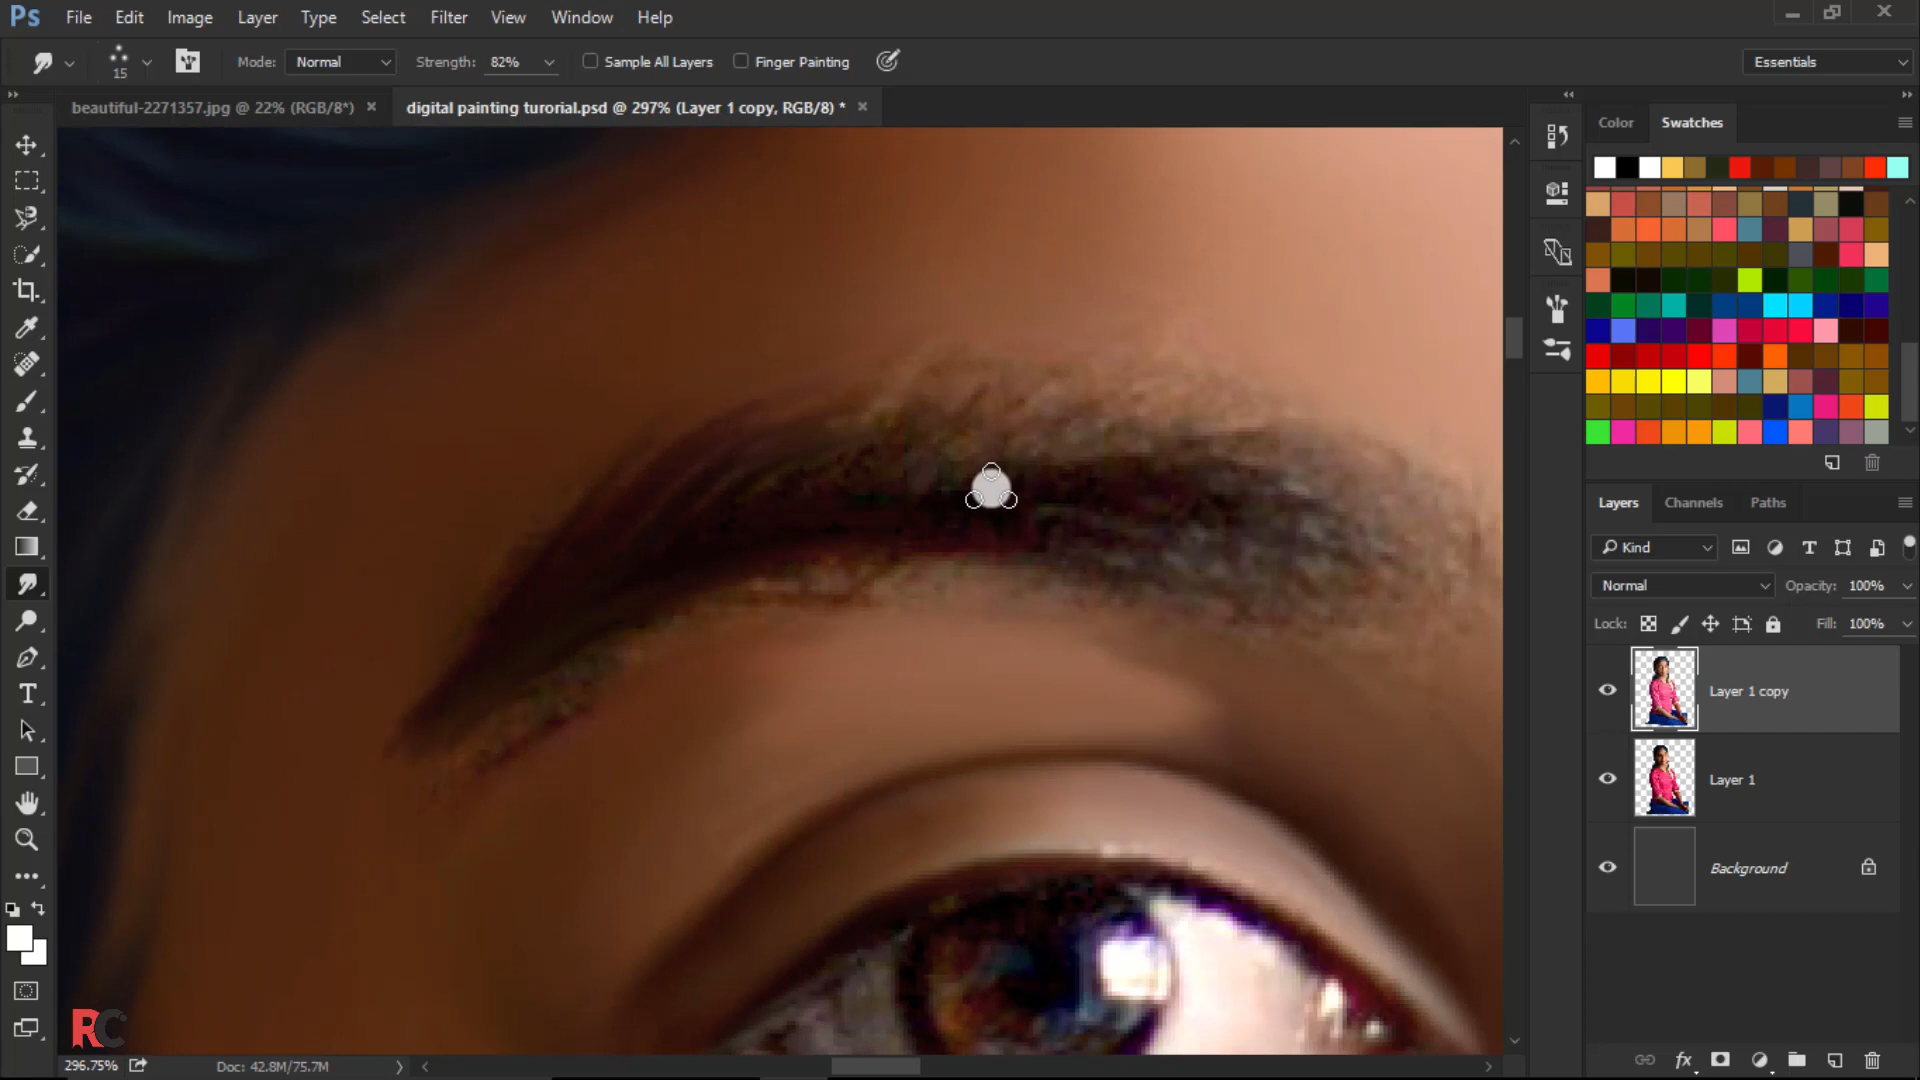 Ps File Edit Image Layer Type Select Filter View Window Help
15 Mode: Normal Strength: 82% Sample All Layers Finger Painting Essentials
beautiful-2271357.jpg @ 22% (RGB/8*) × digital painting turorial.psd @ 297% (Layer 1 copy, RGB/8) * ×
Color Swatches
Layers Channels Paths
Kind
Normal Opacity: 100%
Lock: Fill: 100%
Layer 1 copy
Layer 1
Background
RC
296.75% Doc: 42.8M/75.7M
fx